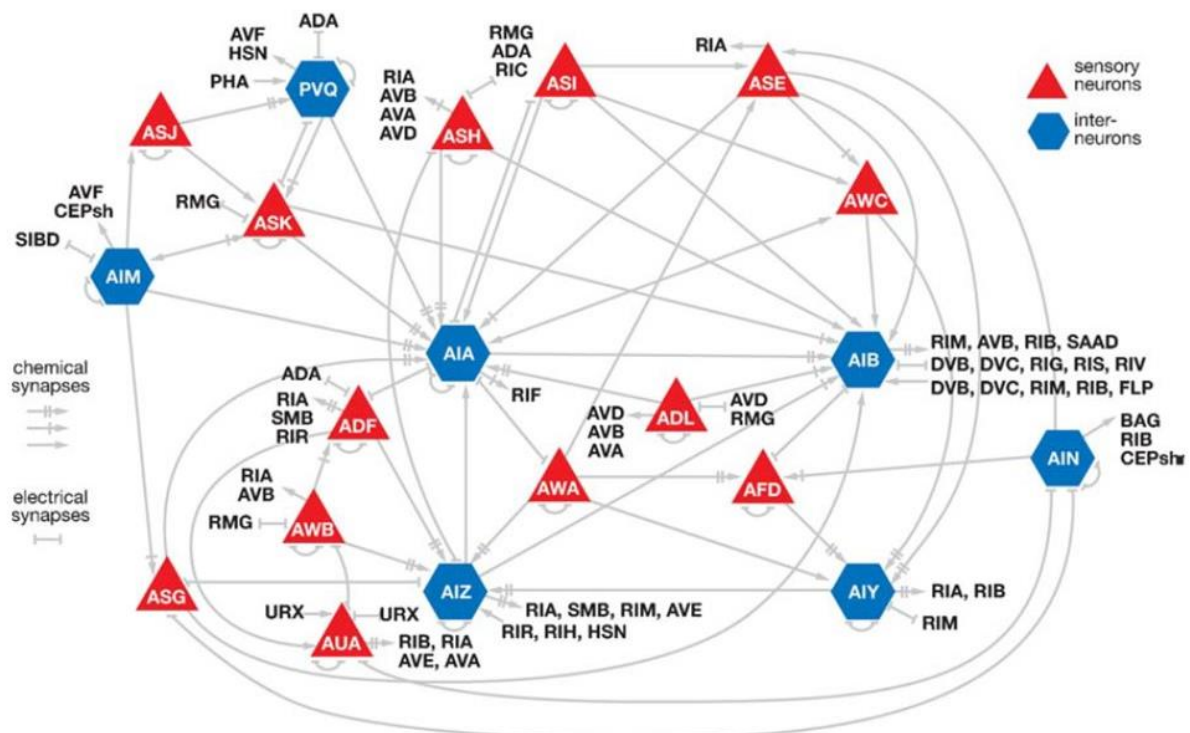 ADA
AVF
HSN
PHA
PVQ
RIA
AVB
AVA
AVD
RMG
ADA
RIC
ASH
ASI
RIA
ASE
sensory
neurons
inter-
neurons
ASJ
RMG
ASK
AWC
AVF
CEPsh
SIBD
AIM
AIA
AIB
RIM, AVB, RIB, SAAD
DVB, DVC, RIG, RIS, RIV
DVB, DVC, RIM, RIB, FLP
chemical
synapses
electrical
synapses
ADA
RIA
SMB
RIR
ADF
RIF
ADL
AVD
RMG
AVD
AVB
AVA
BAG
RIB
CEPsh
AIN
RIA
AVB
RMG
AWB
AWA
AFD
ASG
AIZ
RIA, SMB, RIM, AVE
RIR, RIH, HSN
AIY
RIA, RIB
RIM
URX
URX
AUA
RIB, RIA
AVE, AVA